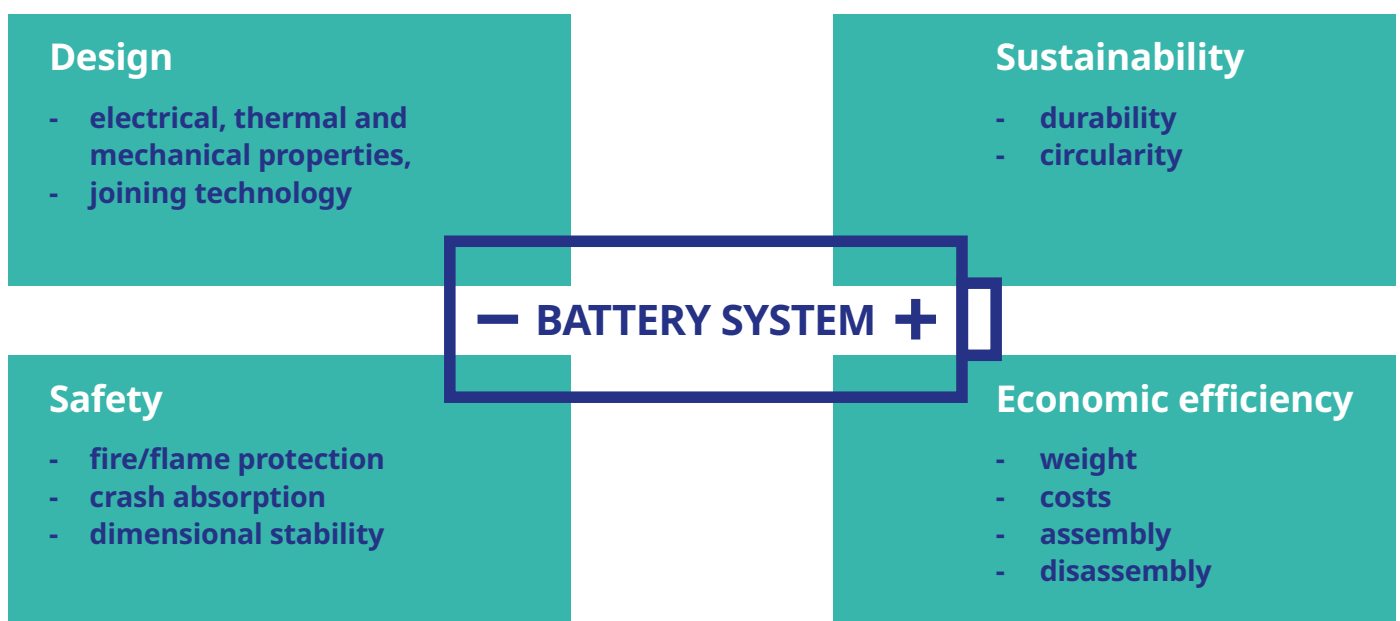 Design
- electrical, thermal and
mechanical properties,
- joining technology
Sustainability
- durability
- circularity
− BATTERY SYSTEM +
Safety
- fire/flame protection
- crash absorption
- dimensional stability
Economic efficiency
- weight
- costs
- assembly
- disassembly